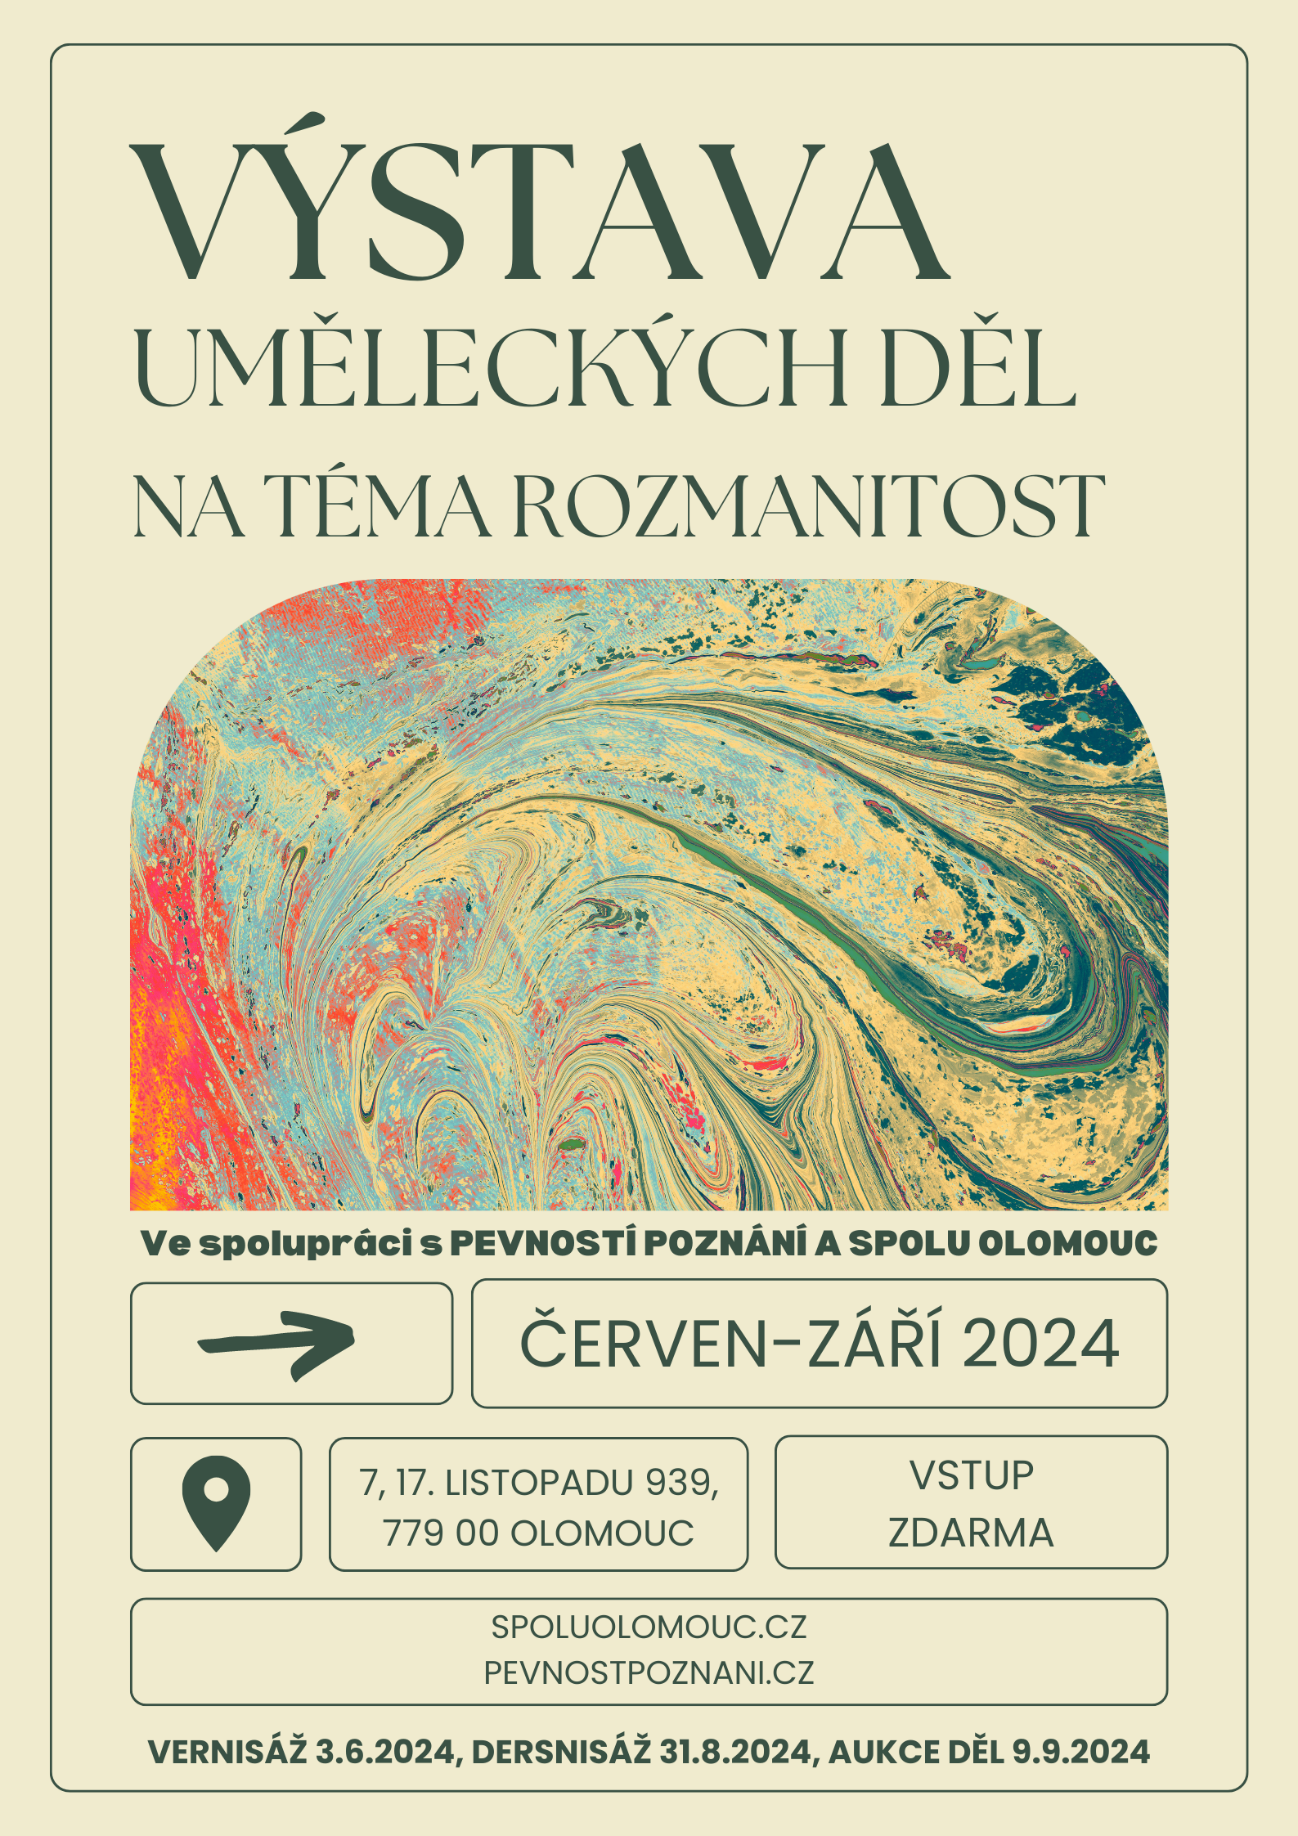 VÝSTAVA
UMĚLECKÝCH DĚL
NA TÉMA ROZMANITOST
Ve spolupráci s PEVNOSTÍ POZNÁNÍ A SPOLU OLOMOUC
ČERVEN-ZÁŘÍ 2024
7, 17. LISTOPADU 939,
779 00 OLOMOUC
VSTUP
ZDARMA
SPOLUOLOMOUC.CZ
PEVNOSTPOZNANI.CZ
VERNISÁŽ 3.6.2024, DERSNISÁŽ 31.8.2024, AUKCE DĚL 9.9.2024